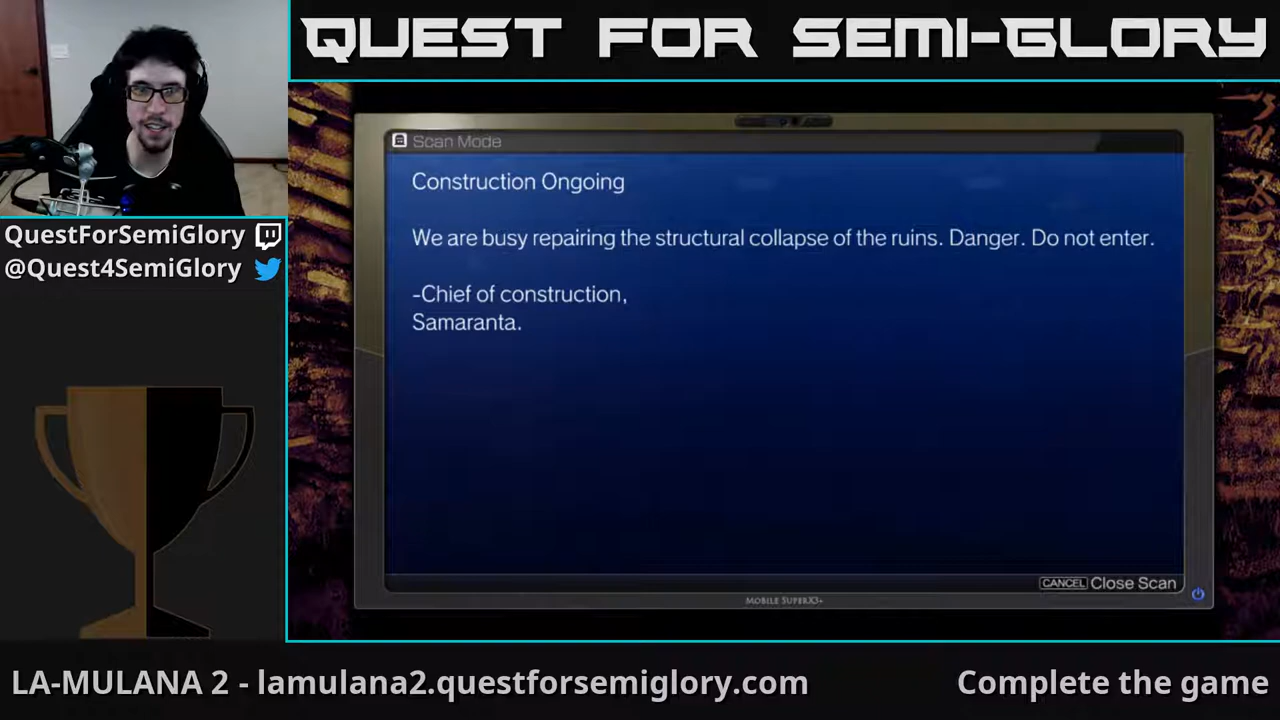 QUEST FOR SEMI-GLORY
QuestForSemiGlory
@Quest4SemiGlory
Scan Mode
Construction Ongoing
We are busy repairing the structural collapse of the ruins. Danger. Do not enter.
-Chief of construction,
Samaranta.
CANCEL Close Scan
MOBILE SUPERX3+
LA-MULANA 2 - lamulana2.questforsemiglory.com
Complete the game